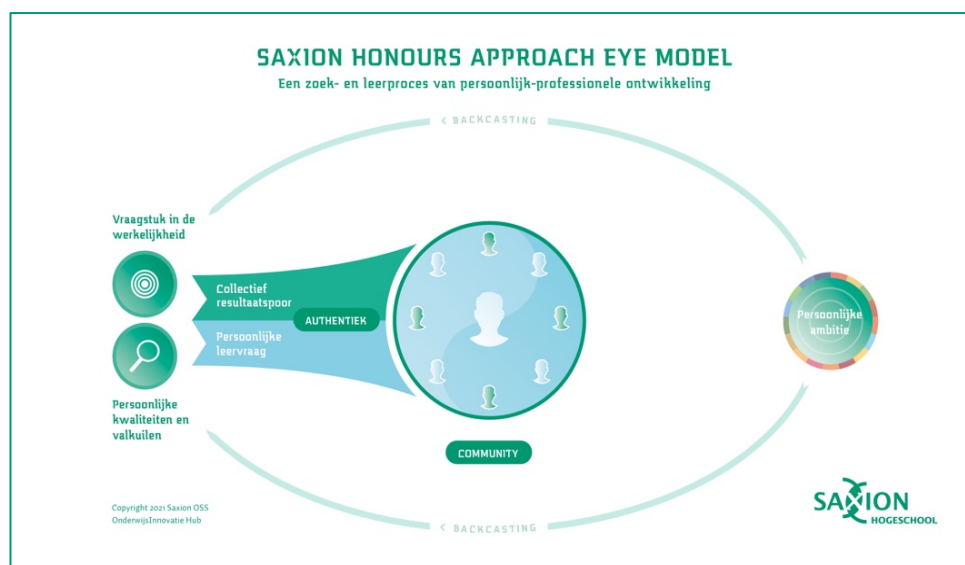 SAXION HONOURS APPROACH EYE MODEL
Een zoek- en leerproces van persoonlijk-professionele ontwikkeling
< BACKCASTING
Vraagstuk in de
werkelijkheid
Collectief
resultaatspoor
AUTHENTIEK
Persoonlijke
leervraag
Persoonlijke
ambitie
Persoonlijke
kwaliteiten en
valkuilen
COMMUNITY
Copyright 2021 Saxion OSS
OnderwijsInnovatie Hub
< BACKCASTING
SAXION
HOGESCHOOL